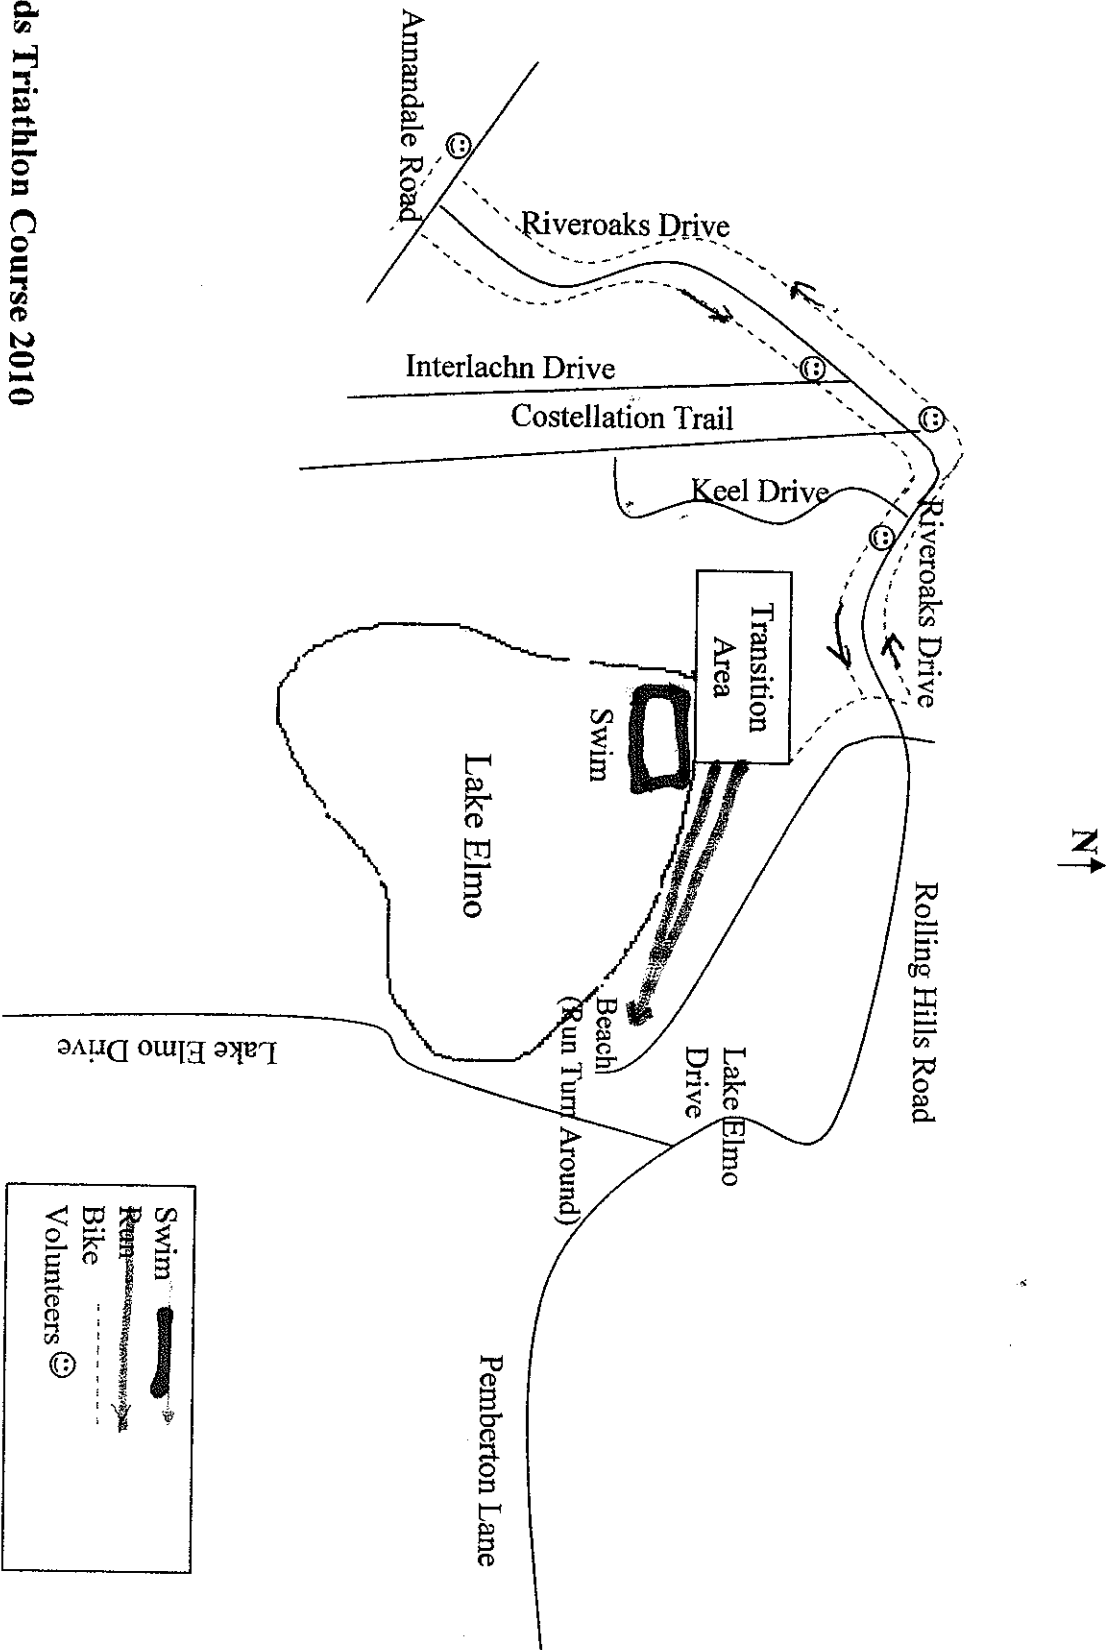 ds Triathlon Course 2010
N
Annandale Road
Riveroaks Drive
Interlachn Drive
Costellation Trail
Keel Drive
Riveroaks Drive
Transition
Area
Swim
Lake Elmo
Rolling Hills Road
Beach
(Run Turn Around)
Lake Elmo
Drive
Lake Elmo Drive
Pemberton Lane
Swim
Run
Bike
Volunteers